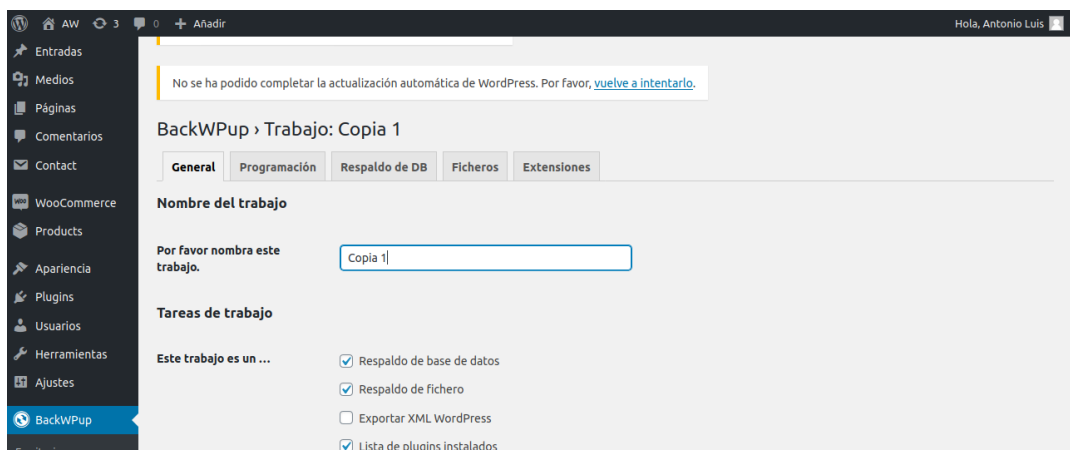 AW 3 0 + Añadir Hola, Antonio Luis
Entradas
Medios
Páginas
Comentarios
Contact
WooCommerce
Products
Apariencia
Plugins
Usuarios
Herramientas
Ajustes
BackWPup
No se ha podido completar la actualización automática de WordPress. Por favor, vuelve a intentarlo.
BackWPup › Trabajo: Copia 1
General Programación Respaldo de DB Ficheros Extensiones
Nombre del trabajo
Por favor nombra este
trabajo.
Copia 1
Tareas de trabajo
Este trabajo es un …
Respaldo de base de datos
Respaldo de fichero
Exportar XML WordPress
Lista de plugins instalados